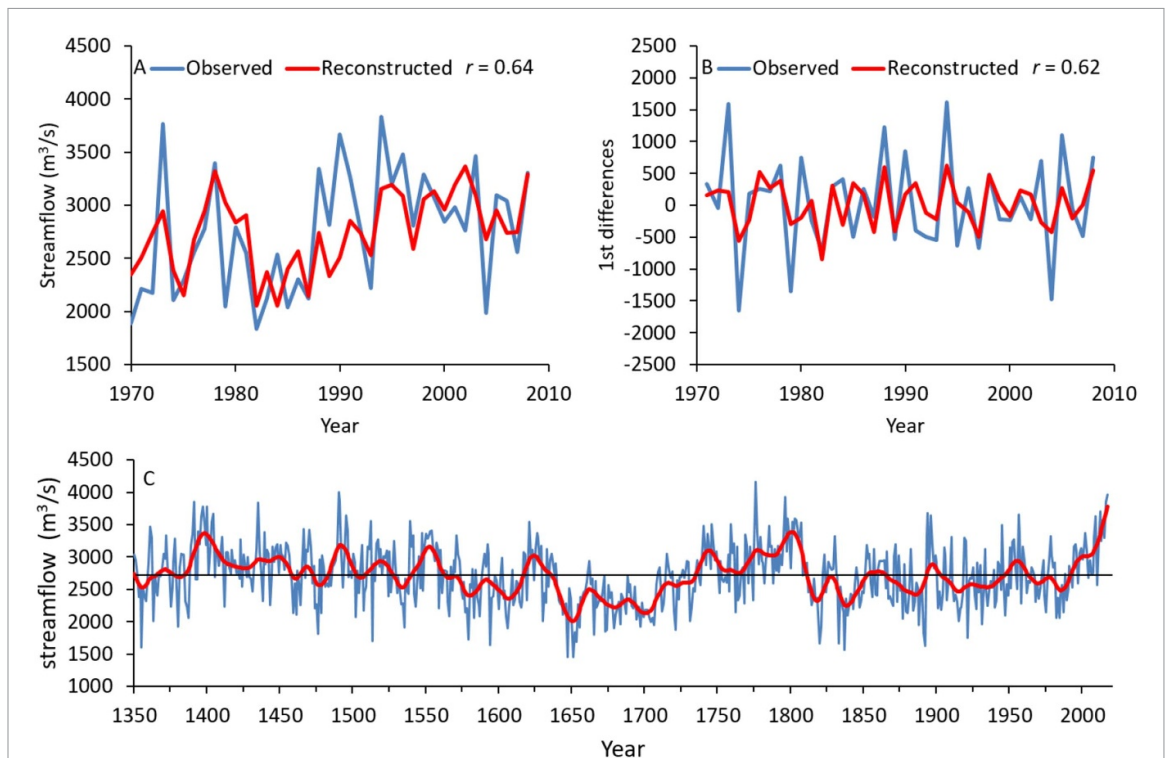 A Observed Reconstructed r = 0.64
4500
4000
3500
3000
2500
2000
1500
Streamflow (m³/s)
1970 1980 1990 2000 2010
Year
B Observed Reconstructed r = 0.62
2500
2000
1500
1000
500
0
-500
-1000
-1500
-2000
-2500
1st differences
1970 1980 1990 2000 2010
Year
C
4500
4000
3500
3000
2500
2000
1500
1000
streamflow (m³/s)
1350 1400 1450 1500 1550 1600 1650 1700 1750 1800 1850 1900 1950 2000
Year